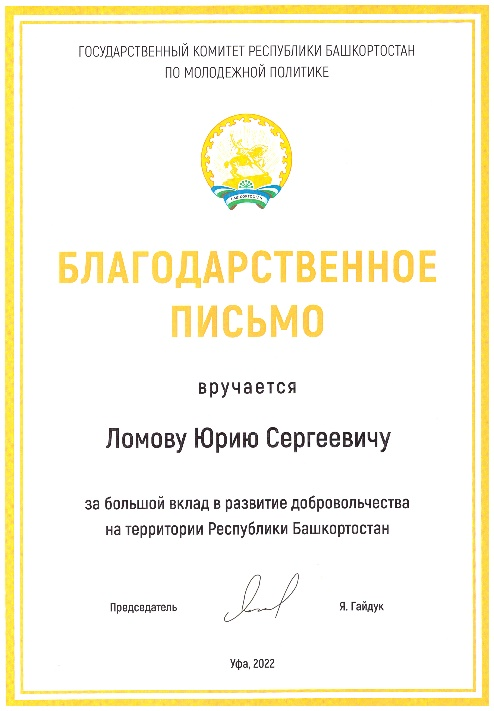 ГОСУДАРСТВЕННЫЙ КОМИТЕТ РЕСПУБЛИКИ БАШКОРТОСТАН
ПО МОЛОДЕЖНОЙ ПОЛИТИКЕ
БАШКОРТОСТАН
БЛАГОДАРСТВЕННОЕ
ПИСЬМО
вручается
Ломову Юрию Сергеевичу
за большой вклад в развитие добровольчества
на территории Республики Башкортостан
Председатель Я. Гайдук
Уфа, 2022